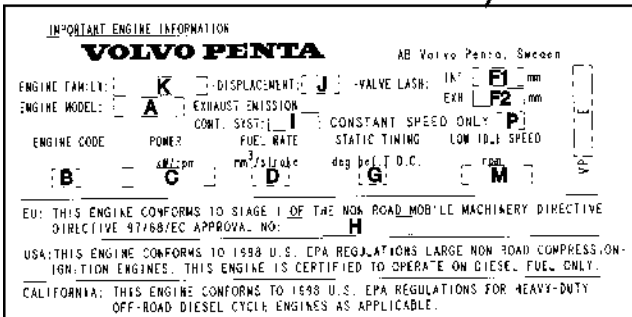 IMPORTANT ENGINE INFORMATION
VOLVO PENTA AB Volvo Penta, Sweden
ENGINE FAMILY: K DISPLACEMENT: J VALVE LASH: INL F1 mm
ENGINE MODEL: A EXHAUST EMISSION EXH F2 mm
CONT. SYST: I CONSTANT SPEED ONLY P
ENGINE CODE POWER FUEL RATE STATIC TIMING LOW IDLE SPEED
kW/rpm mm³/stroke deg bef.T.D.C. rpm
B C D G M
VP
EU: THIS ENGINE CONFORMS TO STAGE I OF THE NON ROAD MOBILE MACHINERY DIRECTIVE
DIRECTIVE 97/68/EC APPROVAL NO: H
USA: THIS ENGINE CONFORMS TO 1998 U.S. EPA REGULATIONS LARGE NON ROAD COMPRESSION-
IGNITION ENGINES. THIS ENGINE IS CERTIFIED TO OPERATE ON DIESEL FUEL ONLY.
CALIFORNIA: THIS ENGINE CONFORMS TO 1998 U.S. EPA REGULATIONS FOR HEAVY-DUTY
OFF-ROAD DIESEL CYCLE ENGINES AS APPLICABLE.